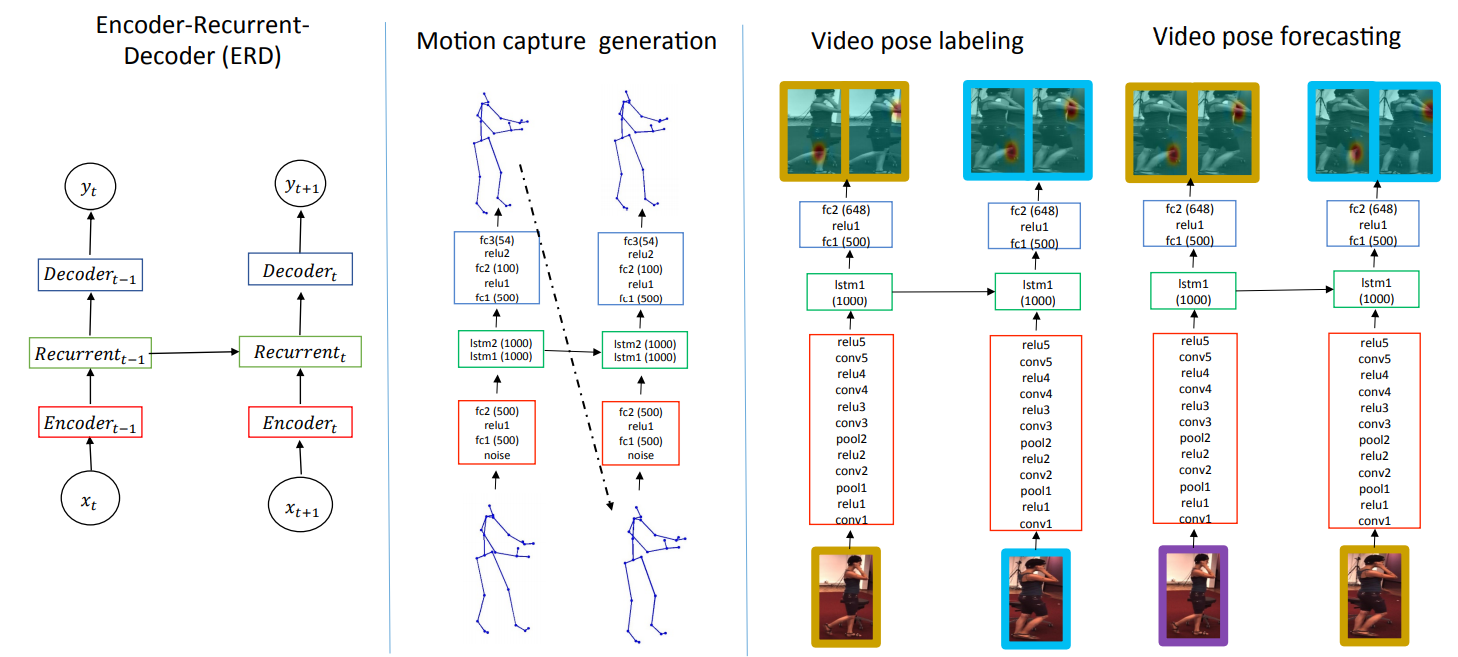 Encoder-Recurrent-
Decoder (ERD)
y_t
y_{t+1}
Decoder_{t−1}
Decoder_t
Recurrent_{t−1}
Recurrent_t
Encoder_{t−1}
Encoder_t
x_t
x_{t+1}
Motion capture generation
fc3(54)
relu2
fc2 (100)
relu1
fc1 (500)
lstm2 (1000)
lstm1 (1000)
fc2 (500)
relu1
fc1 (500)
noise
fc3(54)
relu2
fc2 (100)
relu1
fc1 (500)
lstm2 (1000)
lstm1 (1000)
fc2 (500)
relu1
fc1 (500)
noise
Video pose labeling
fc2 (648)
relu1
fc1 (500)
lstm1
(1000)
relu5
conv5
relu4
conv4
relu3
conv3
pool2
relu2
conv2
pool1
relu1
conv1
fc2 (648)
relu1
fc1 (500)
lstm1
(1000)
relu5
conv5
relu4
conv4
relu3
conv3
pool2
relu2
conv2
pool1
relu1
conv1
Video pose forecasting
fc2 (648)
relu1
fc1 (500)
lstm1
(1000)
relu5
conv5
relu4
conv4
relu3
conv3
pool2
relu2
conv2
pool1
relu1
conv1
fc2 (648)
relu1
fc1 (500)
lstm1
(1000)
relu5
conv5
relu4
conv4
relu3
conv3
pool2
relu2
conv2
pool1
relu1
conv1